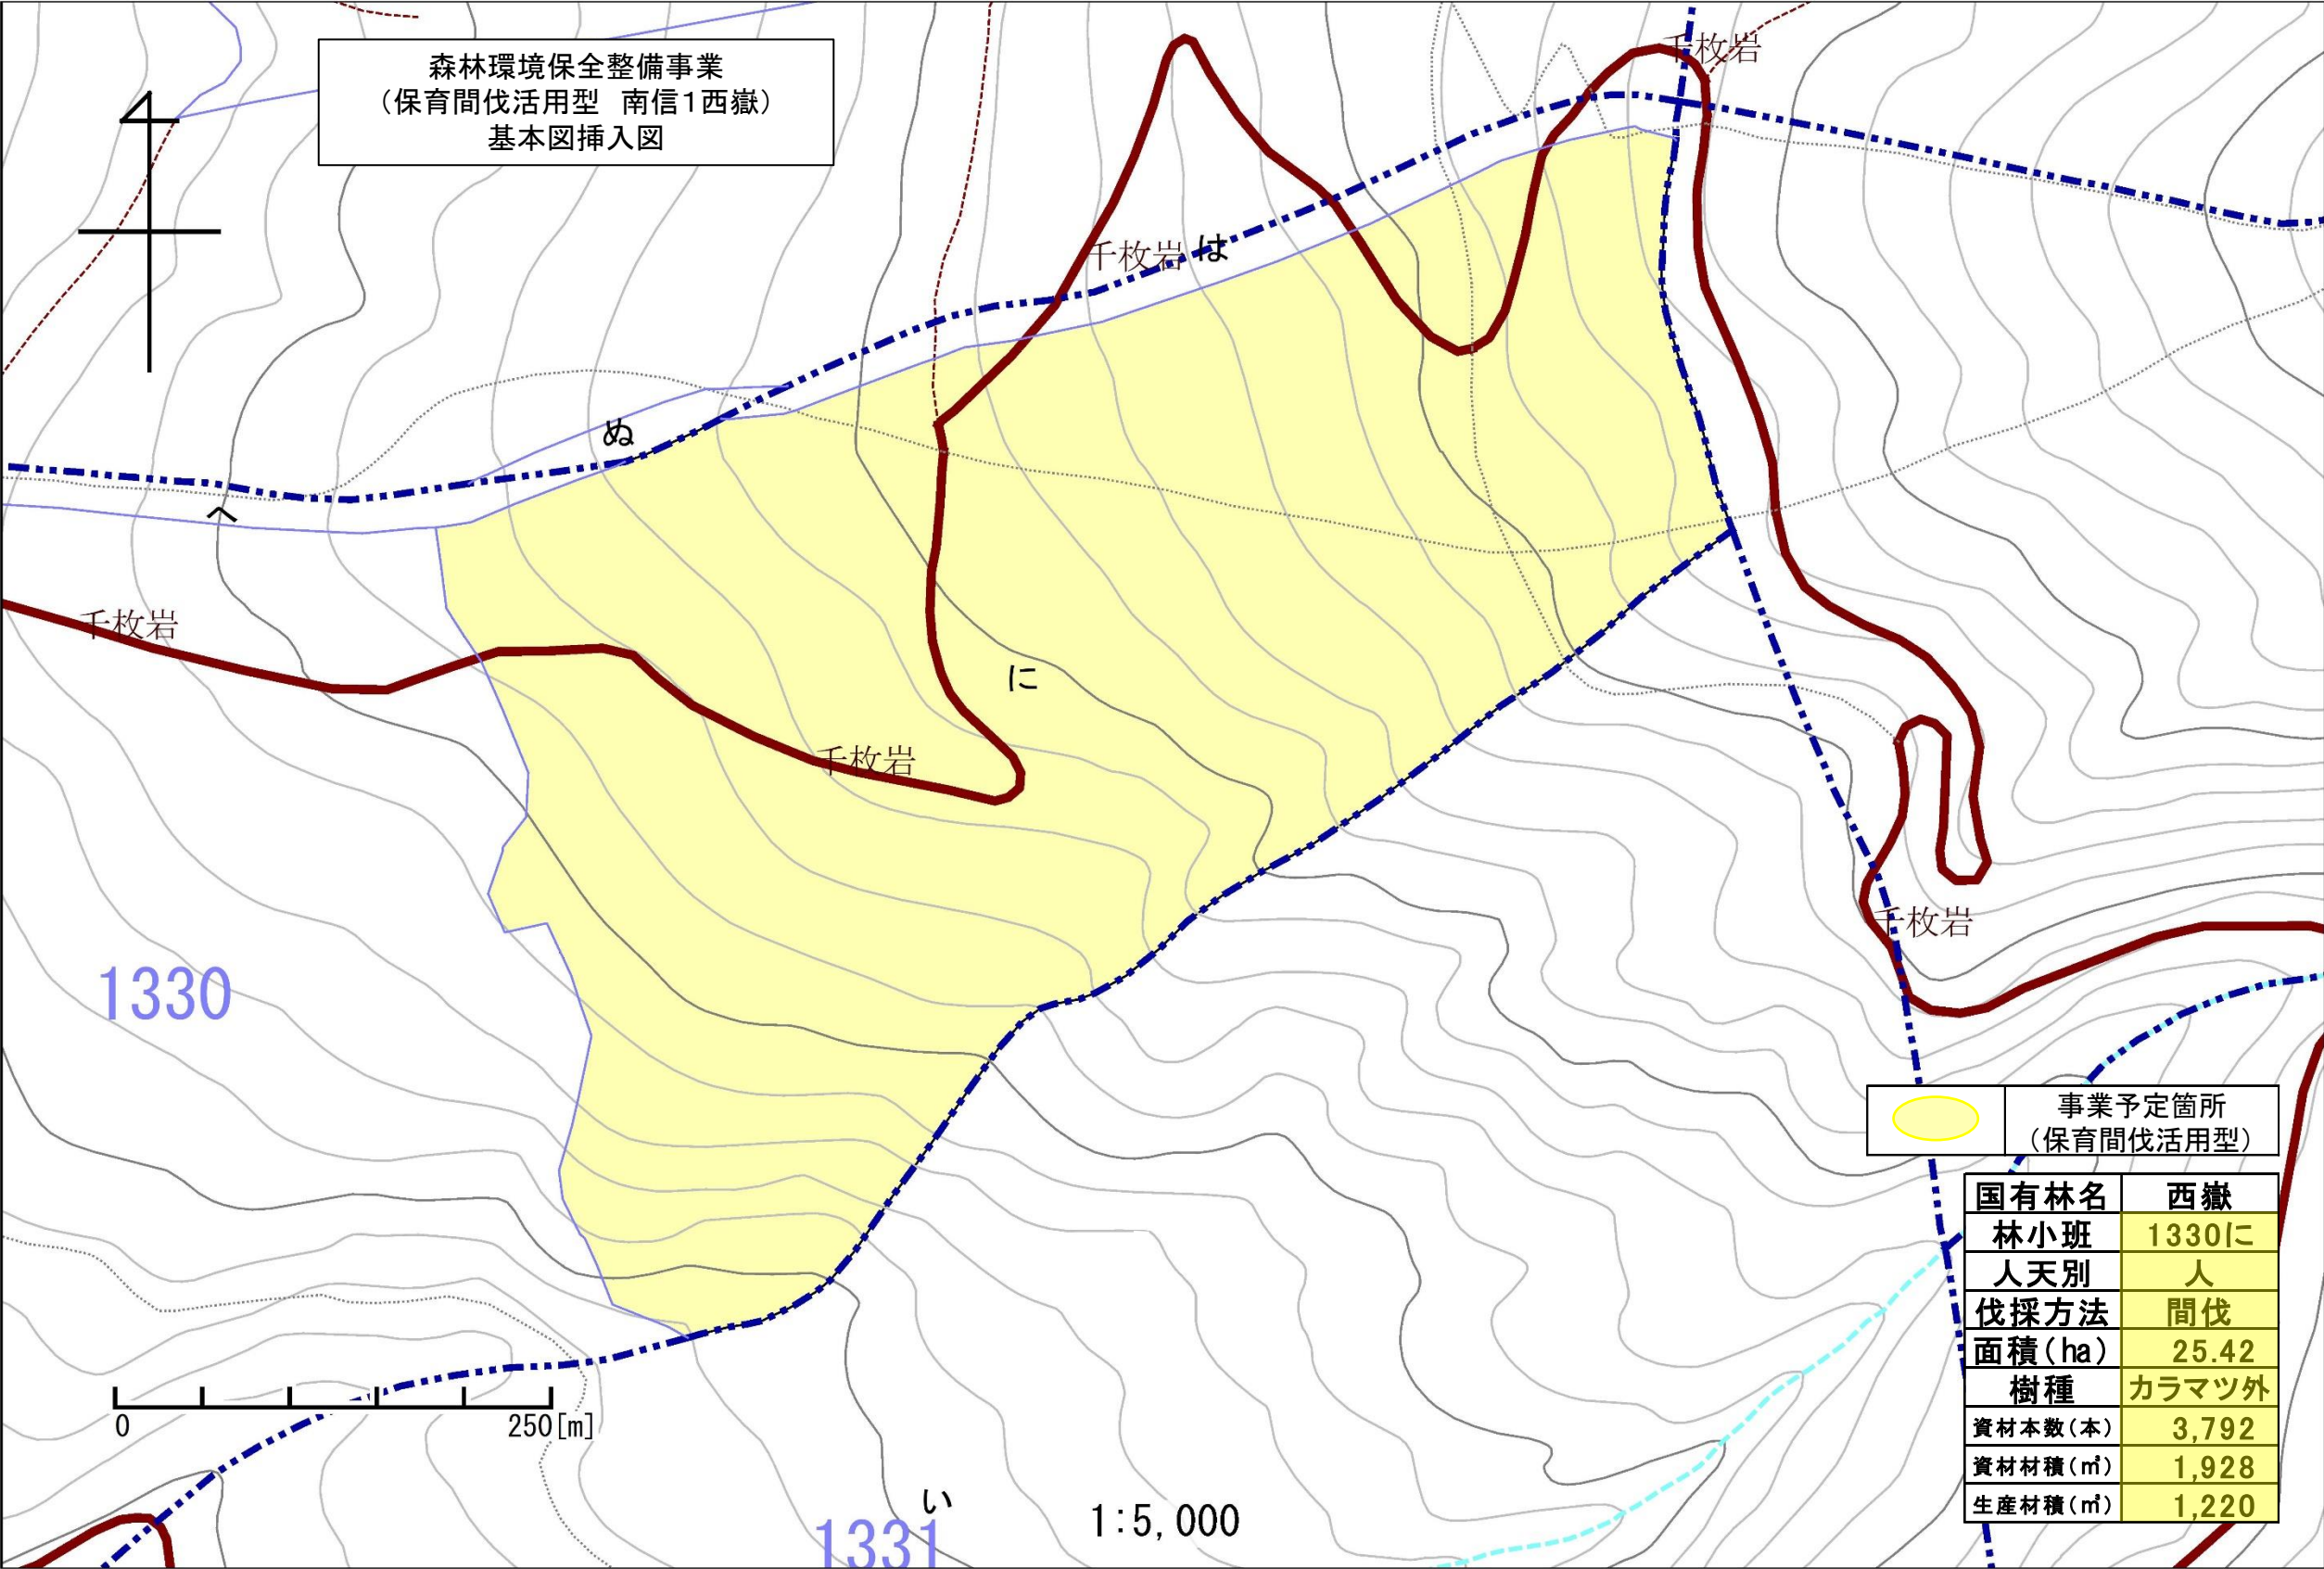 森林環境保全整備事業
（保育間伐活用型　南信１西嶽）
基本図挿入図
千枚岩
千枚岩
は
ぬ
へ
千枚岩
に
千枚岩
千枚岩
1330
事業予定箇所
（保育間伐活用型）
国有林名 西嶽
林小班 1330に
人天別 人
伐採方法 間伐
面積(ha) 25.42
樹種 カラマツ外
資材本数(本) 3,792
資材材積(㎥) 1,928
生産材積(㎥) 1,220
0 250[m]
い
1331
1:5,000